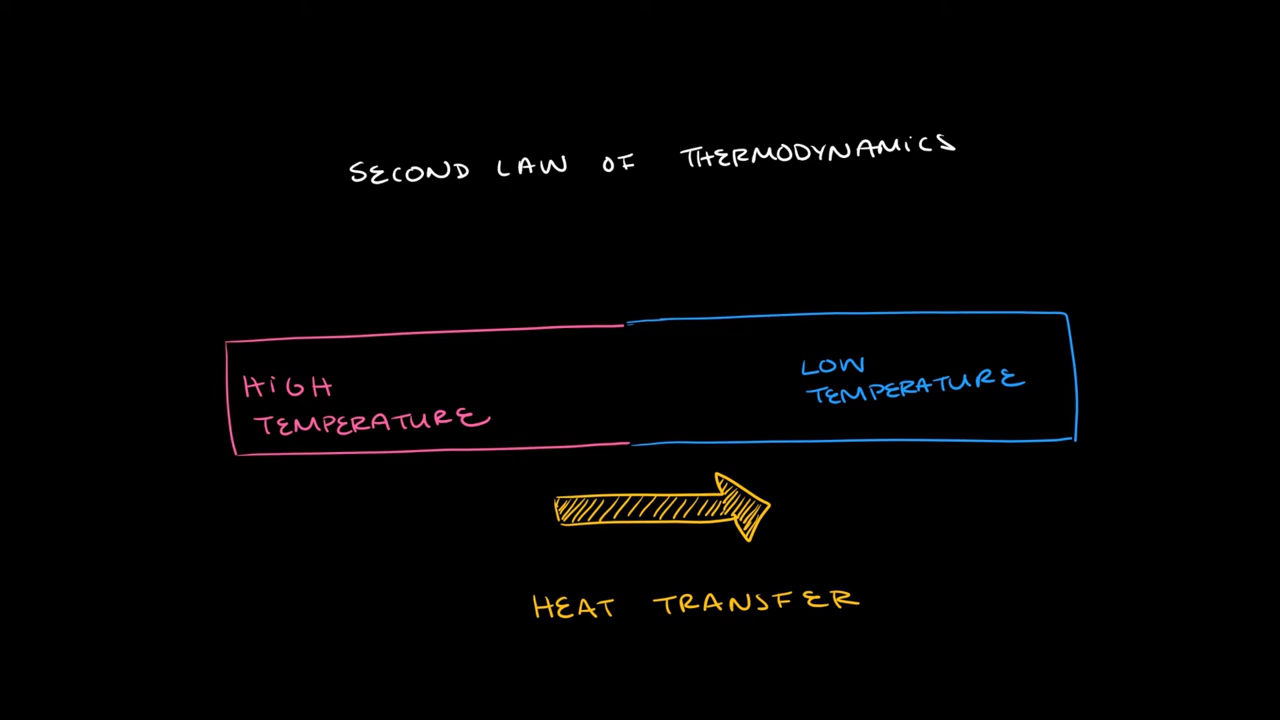 SECOND LAW OF THERMODYNAMICS
HIGH
TEMPERATURE
LOW
TEMPERATURE
HEAT TRANSFER